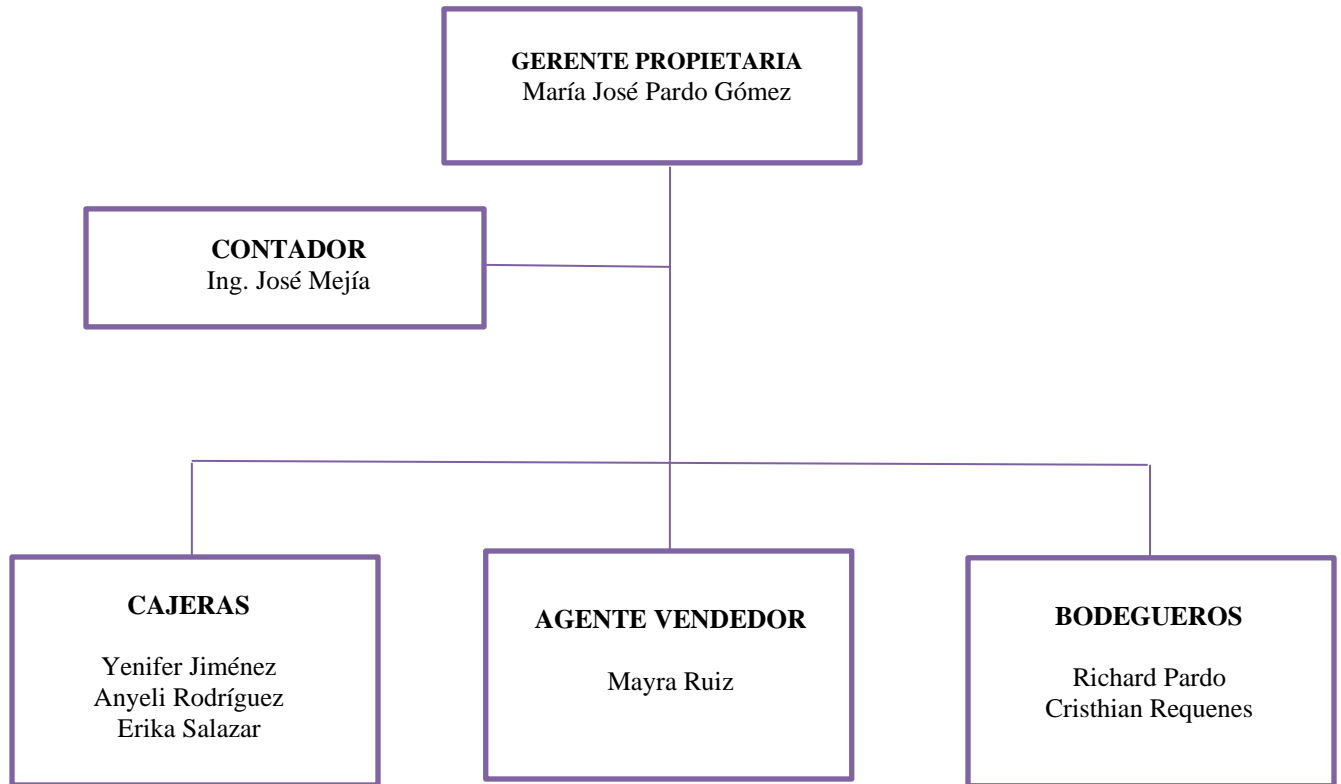 GERENTE PROPIETARIA
María José Pardo Gómez
CONTADOR
Ing. José Mejía
CAJERAS
Yenifer Jiménez
Anyeli Rodríguez
Erika Salazar
AGENTE VENDEDOR
Mayra Ruiz
BODEGUEROS
Richard Pardo
Cristhian Requenes